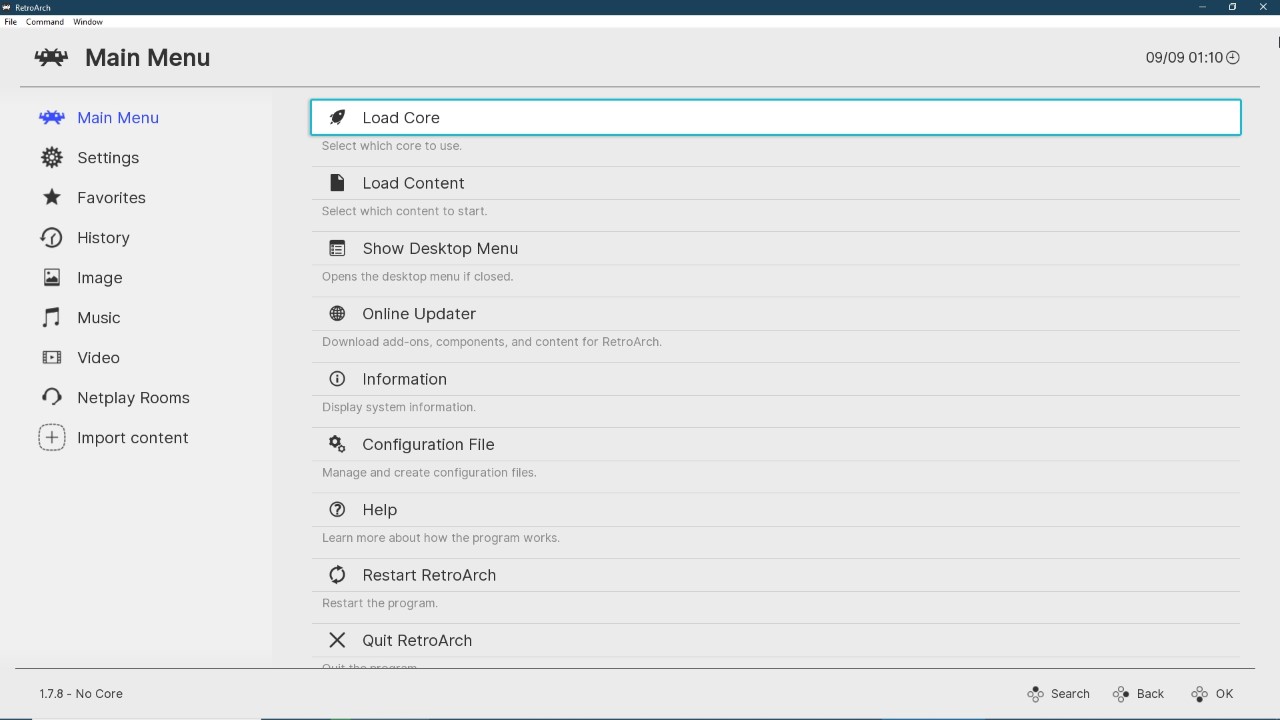 RetroArch
File Command Window
Main Menu
09/09 01:10
Main Menu
Settings
Favorites
History
Image
Music
Video
Netplay Rooms
Import content
Load Core
Select which core to use.
Load Content
Select which content to start.
Show Desktop Menu
Opens the desktop menu if closed.
Online Updater
Download add-ons, components, and content for RetroArch.
Information
Display system information.
Configuration File
Manage and create configuration files.
Help
Learn more about how the program works.
Restart RetroArch
Restart the program.
Quit RetroArch
Quit the program.
1.7.8 - No Core
Search Back OK